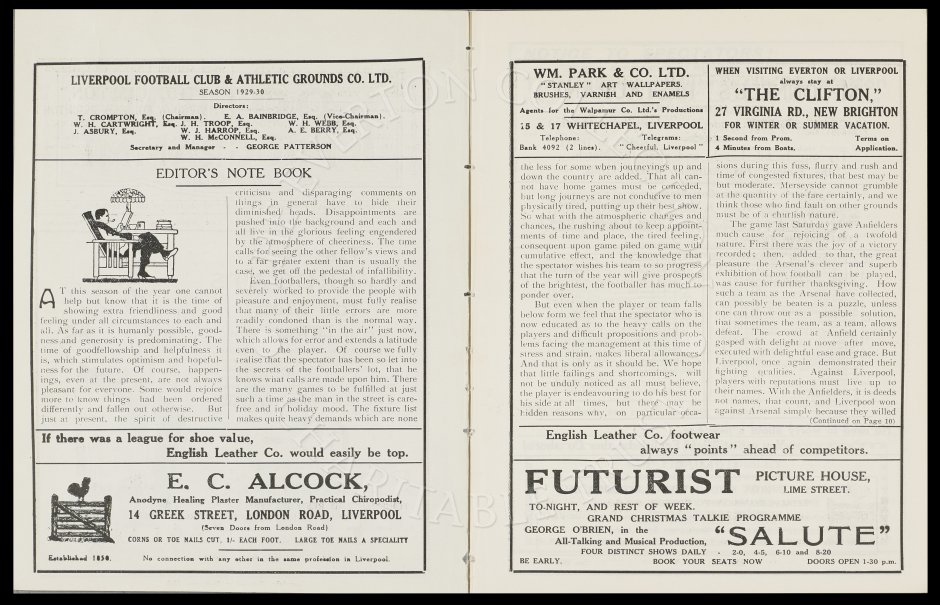 LIVERPOOL FOOTBALL CLUB & ATHLETIC GROUNDS CO. LTD.
SEASON 1929-30
Directors:
T. CROMPTON, Esq. (Chairman). E. A. BAINBRIDGE, Esq. (Vice-Chairman).
W. H. CARTWRIGHT, Esq. J. H. TROOP, Esq. W. H. WEBB, Esq.
J. ASBURY, Esq. W. J. HARROP, Esq. A. E. BERRY, Esq.
W. H. McCONNELL, Esq.
Secretary and Manager - - GEORGE PATTERSON
EDITOR'S NOTE BOOK
AT this season of the year one cannot
help but know that it is the time of
showing extra friendliness and good
feeling under all circumstances to each and
all. As far as it is humanly possible, good-
ness and generosity is predominating. The
time of goodfellowship and helpfulness it
is, which stimulates optimism and hopeful-
ness for the future. Of course, happen-
ings, even at the present, are not always
pleasant for everyone. Some would rejoice
more to know things had been ordered
differently and fallen out otherwise. But
just at present, the spirit of destructive
criticism and disparaging comments on
things in general have to hide their
diminished heads. Disappointments are
pushed into the background and each and
all live in the glorious feeling engendered
by the atmosphere of cheeriness. The time
calls for seeing the other fellow's views and
to a far greater extent than is usually the
case, we get off the pedestal of infallibility.
Even footballers, though so hardly and
severely worked to provide the people with
pleasure and enjoyment, must fully realise
that many of their little errors are more
readily condoned than is the normal way.
There is something "in the air" just now,
which allows for error and extends a latitude
even to the player. Of course we fully
realise that the spectator has been so let into
the secrets of the footballers' lot, that he
knows what calls are made upon him. There
are the many games to be fulfilled at just
such a time as the man in the street is care-
free and in holiday mood. The fixture list
makes quite heavy demands which are none
If there was a league for shoe value,
English Leather Co. would easily be top.
E. C. ALCOCK,
Anodyne Healing Plaster Manufacturer, Practical Chiropodist,
14 GREEK STREET, LONDON ROAD, LIVERPOOL
(Seven Doors from London Road)
CORNS OR TOE NAILS CUT, 1/- EACH FOOT. LARGE TOE NAILS A SPECIALITY
Established 1850. No connection with any other in the same profession in Liverpool.
WM. PARK & CO. LTD.
"STANLEY" ART WALLPAPERS.
BRUSHES, VARNISH AND ENAMELS
Agents for the Walpamur Co. Ltd.'s Productions
15 & 17 WHITECHAPEL, LIVERPOOL
Telephone: Telegrams:
Bank 4092 (2 lines). "Cheerful, Liverpool"
WHEN VISITING EVERTON OR LIVERPOOL
always stay at
"THE CLIFTON,"
27 VIRGINIA RD., NEW BRIGHTON
FOR WINTER OR SUMMER VACATION.
1 Second from Prom. Terms on
4 Minutes from Boats. Application.
the less for some when journeyings up and
down the country are added. That all can-
not have home games must be conceded,
but long journeys are not conducive to men
physically tired, putting up their best show.
So what with the atmospheric changes and
chances, the rushing about to keep appoint-
ments of time and place, the tired feeling,
consequent upon game piled on game with
cumulative effect, and the knowledge that
the spectator wishes his team to so progress
that the turn of the year will give prospects
of the brightest, the footballer has much to
ponder over.
But even when the player or team falls
below form we feel that the spectator who is
now educated as to the heavy calls on the
players and difficult propositions and prob-
lems facing the management at this time of
stress and strain, makes liberal allowances.
And that is only as it should be. We hope
that little failings and shortcomings, will
not be unduly noticed as all must believe,
the player is endeavouring to do his best for
his side at all times, but there may be
hidden reasons why, on particular occa-
sions during this fuss, flurry and rush and
time of congested fixtures, that best may be
but moderate. Merseyside cannot grumble
at the quantity of the fare certainly, and we
think those who find fault on other grounds
must be of a churlish nature.
The game last Saturday gave Anfielders
much cause for rejoicing of a twofold
nature. First there was the joy of a victory
recorded; then, added to that, the great
pleasure the Arsenal's clever and superb
exhibition of how football can be played,
was cause for further thanksgiving. How
such a team as the Arsenal have collected,
can possibly be beaten is a puzzle, unless
one can throw out as a possible solution,
that sometimes the team, as a team, allows
defeat. The crowd at Anfield certainly
gasped with delight at move after move,
executed with delightful ease and grace. But
Liverpool, once again demonstrated their
fighting qualities. Against Liverpool,
players with reputations must live up to
their names. With the Anfielders, it is deeds
not names, that count, and Liverpool won
against Arsenal simply because they willed
(Continued on Page 10)
English Leather Co. footwear
always "points" ahead of competitors.
FUTURIST PICTURE HOUSE,
LIME STREET.
TO-NIGHT, AND REST OF WEEK.
GRAND CHRISTMAS TALKIE PROGRAMME
GEORGE O'BRIEN, in the
All-Talking and Musical Production, "SALUTE"
FOUR DISTINCT SHOWS DAILY - 2-0, 4-5, 6-10 and 8-20
BE EARLY. BOOK YOUR SEATS NOW DOORS OPEN 1-30 p.m.